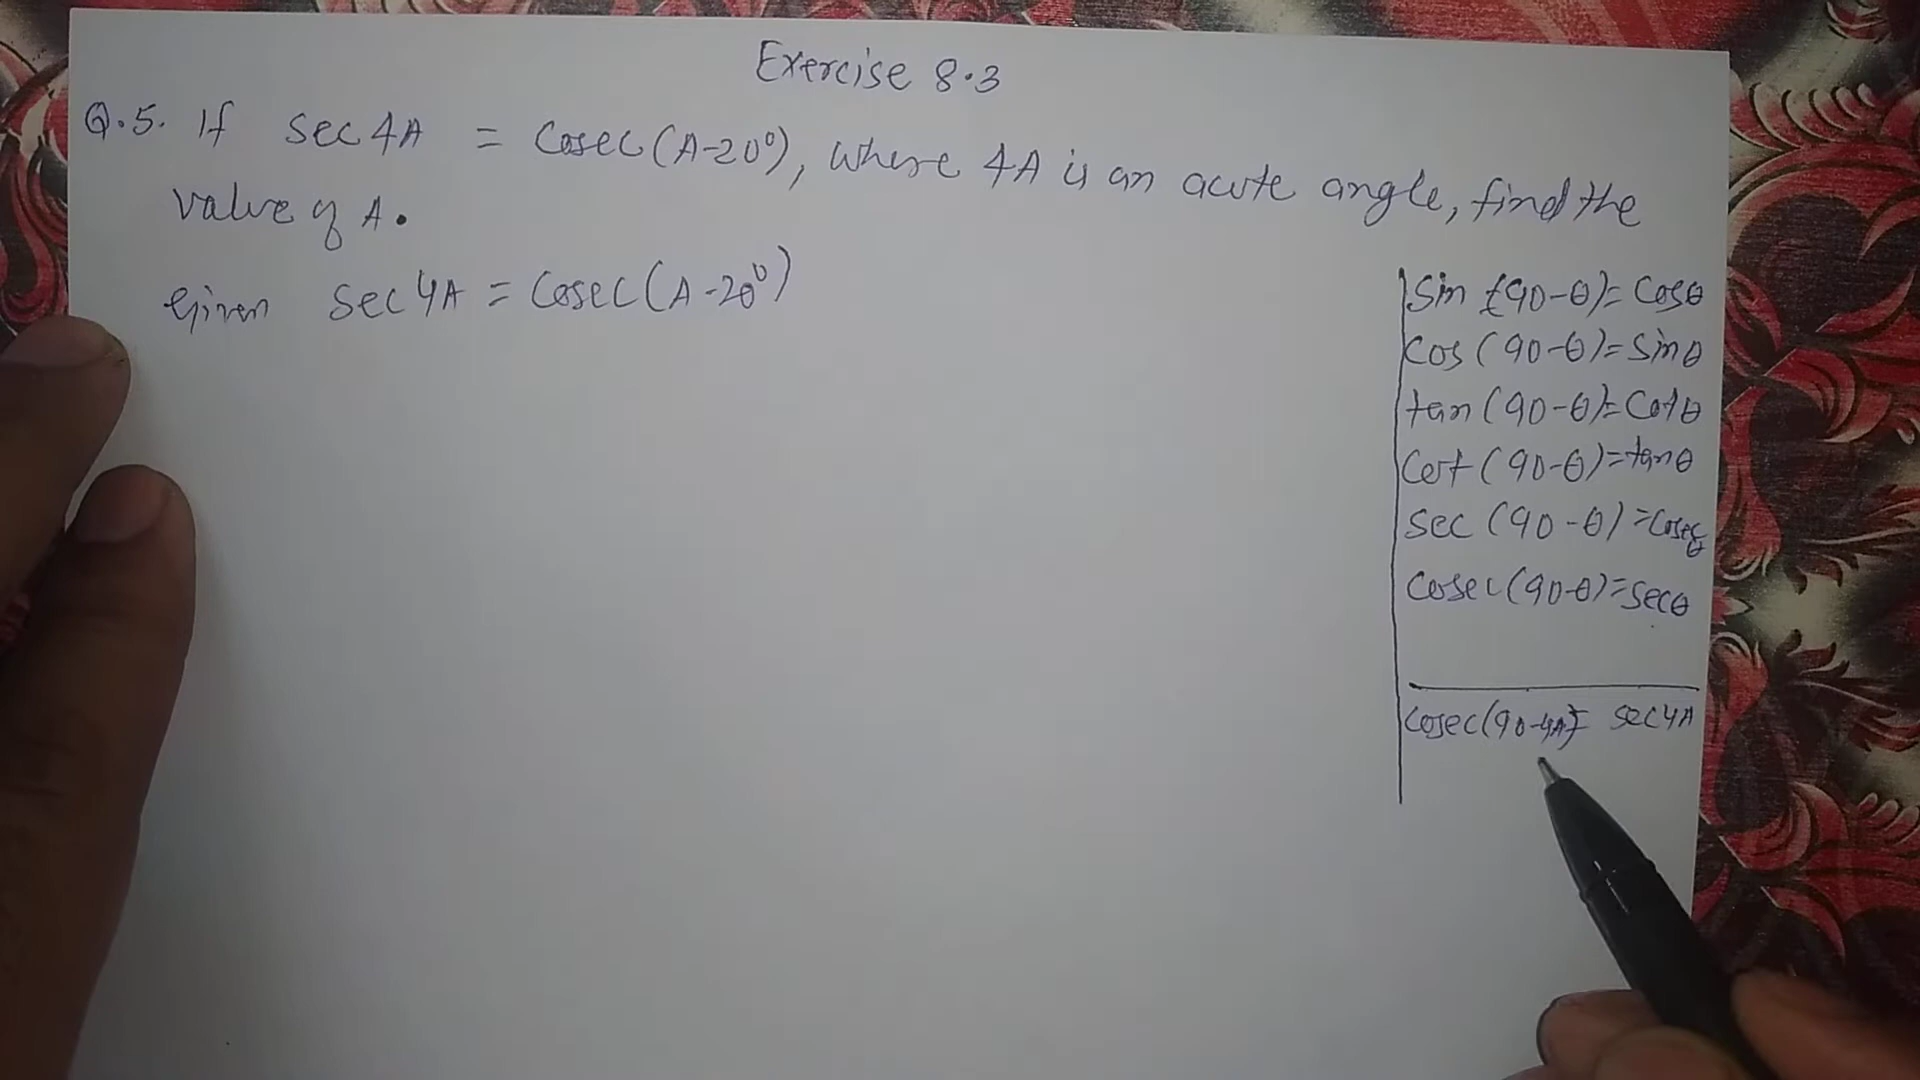 Exercise 8.3
Q.5. If sec 4A = Cosec (A-20°), where 4A is an acute angle, find the
value of A.
Given Sec 4A = Cosec (A-20°)
Sin (90-θ) = Cosθ
Cos (90-θ) = Sinθ
tan (90-θ) = Cotθ
Cot (90-θ) = tanθ
Sec (90-θ) = Cosecθ
Cosec (90-θ) = Secθ
Cosec (90-4A) = Sec4A